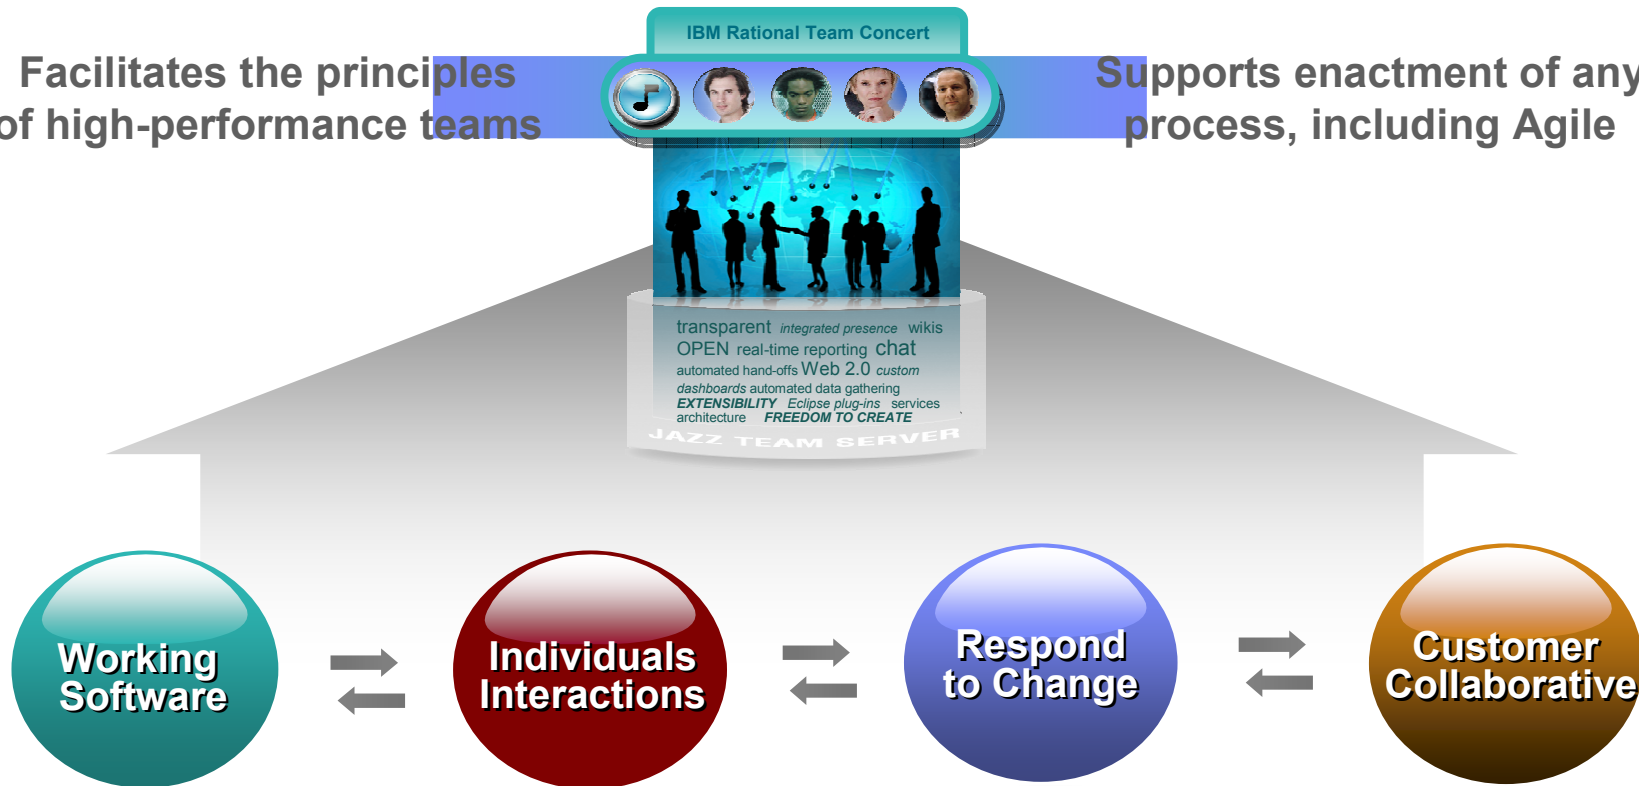 IBM Rational Team Concert
Facilitates the principles
of high-performance teams
Supports enactment of any
process, including Agile
transparent integrated presence wikis
OPEN real-time reporting chat
automated hand-offs Web 2.0 custom
dashboards automated data gathering
EXTENSIBILITY Eclipse plug-ins services
architecture FREEDOM TO CREATE
JAZZ TEAM SERVER
Working
Software
Individuals
Interactions
Respond
to Change
Customer
Collaborative